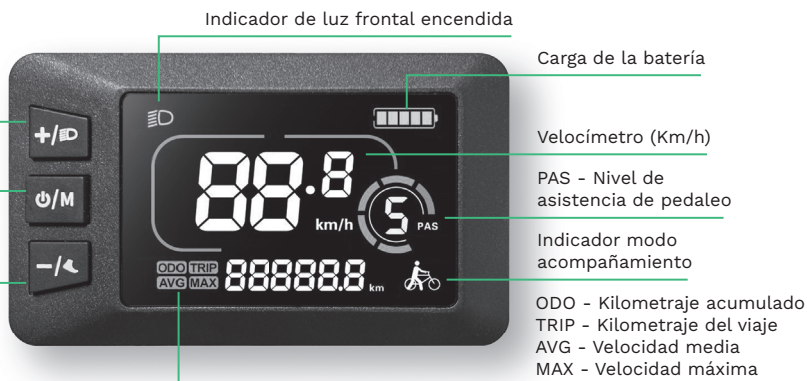 Indicador de luz frontal encendida
Carga de la batería
+/
88.8
Velocímetro (Km/h)
/M
km/h
5
PAS
PAS - Nivel de
asistencia de pedaleo
-/
Indicador modo
acompañamiento
ODO TRIP
AVG MAX
88888.8 km
ODO - Kilometraje acumulado
TRIP - Kilometraje del viaje
AVG - Velocidad media
MAX - Velocidad máxima